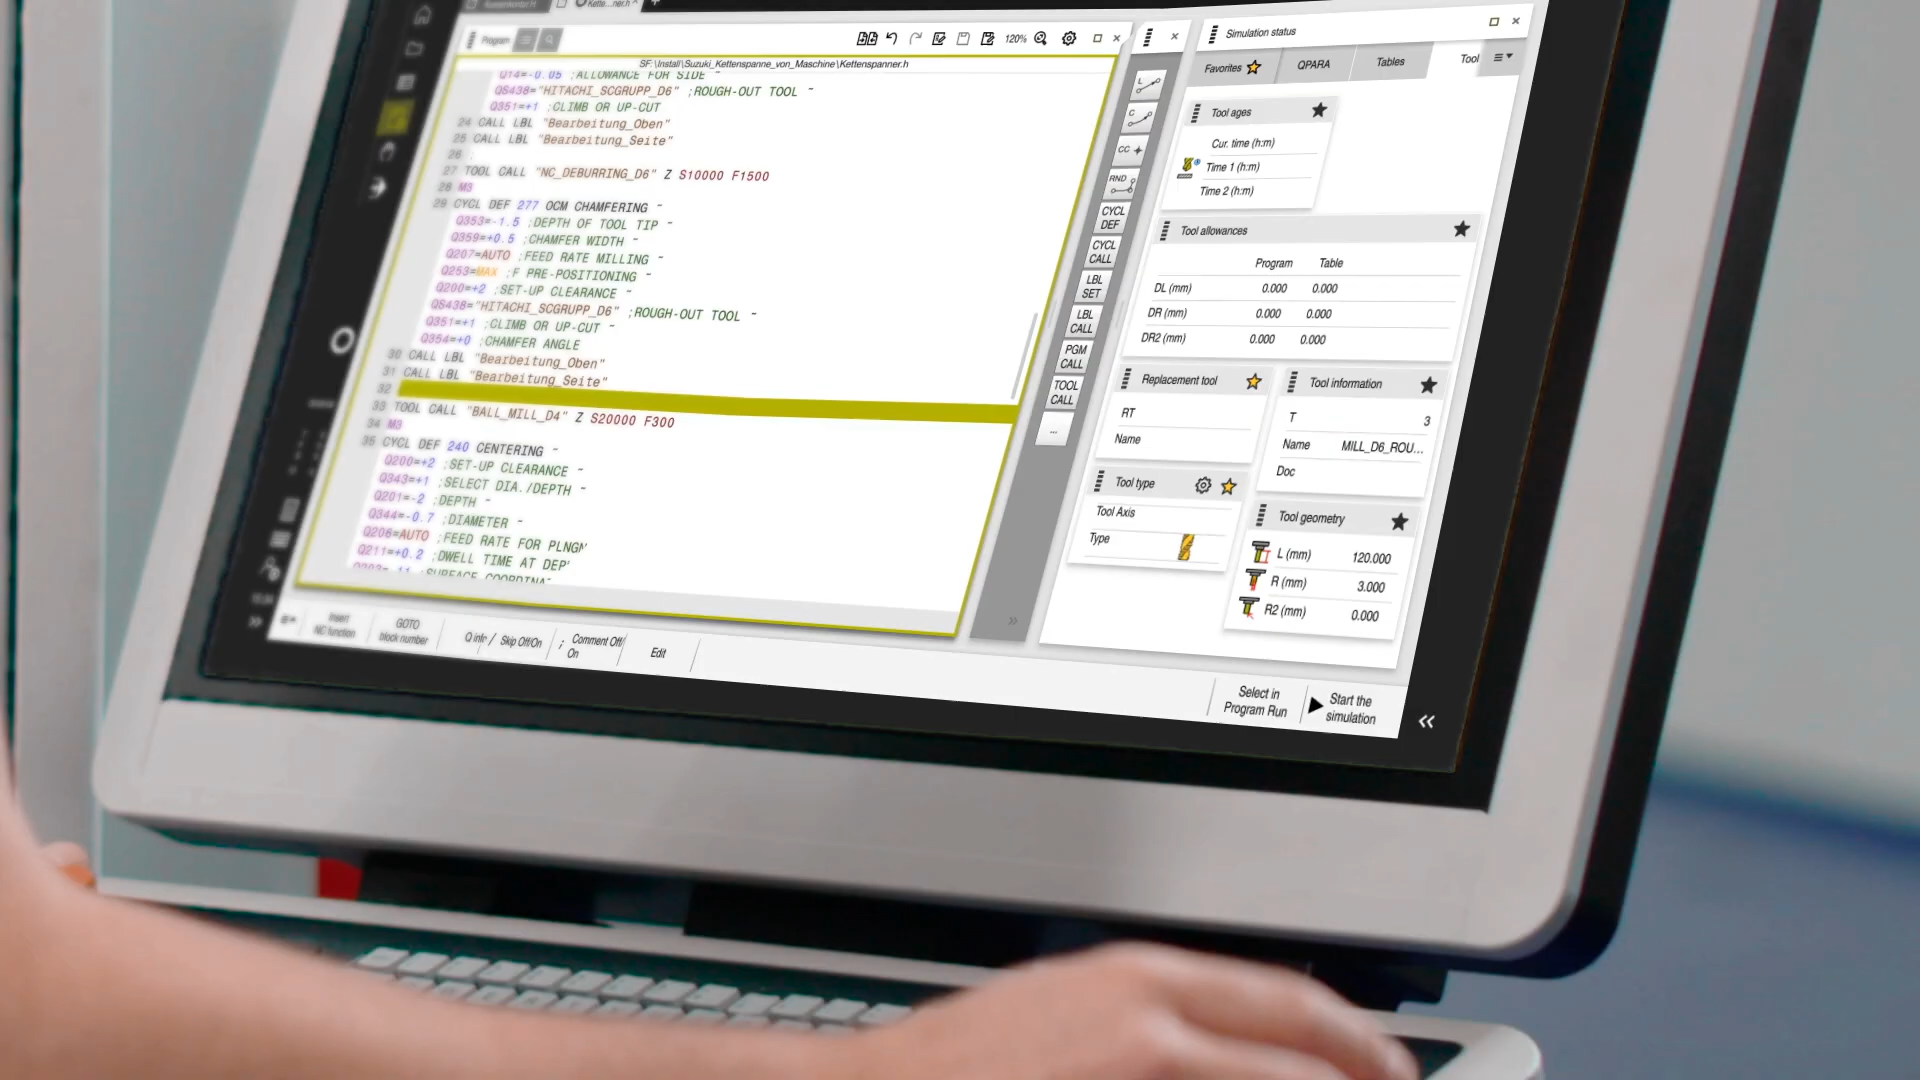 Kette...ner.h
Program
120%
SF:\Install\Suzuki_Kettenspanne_von_Maschine\Kettenspanner.h
Q14=-0.05 ;ALLOWANCE FOR SIDE ~
QS438="HITACHI_SCGRUPP_D6" ;ROUGH-OUT TOOL ~
Q351=+1 ;CLIMB OR UP-CUT
24 CALL LBL "Bearbeitung_Oben"
25 CALL LBL "Bearbeitung_Seite"
26 ;
27 TOOL CALL "NC_DEBURRING_D6" Z S10000 F1500
28 M3
29 CYCL DEF 277 OCM CHAMFERING ~
Q353=-1.5 ;DEPTH OF TOOL TIP ~
Q359=+0.5 ;CHAMFER WIDTH ~
Q207=AUTO ;FEED RATE MILLING ~
Q253=MAX ;F PRE-POSITIONING ~
Q200=+2 ;SET-UP CLEARANCE ~
QS438="HITACHI_SCGRUPP_D6" ;ROUGH-OUT TOOL ~
Q351=+1 ;CLIMB OR UP-CUT ~
Q354=+0 ;CHAMFER ANGLE
30 CALL LBL "Bearbeitung_Oben"
31 CALL LBL "Bearbeitung_Seite"
32
33 TOOL CALL "BALL_MILL_D4" Z S20000 F300
34 M3
35 CYCL DEF 240 CENTERING ~
Q200=+2 ;SET-UP CLEARANCE ~
Q343=+1 ;SELECT DIA./DEPTH ~
Q201=-2 ;DEPTH ~
Q344=-0.7 ;DIAMETER ~
Q206=AUTO ;FEED RATE FOR PLNGN
Q211=+0.2 ;DWELL TIME AT DEP
;SURFACE COORDINA
Insert
NC function
GOTO
block number
Q info
/ Skip Off/On
; Comment Off/
On
Edit
L
C
CC
RND
CYCL
DEF
CYCL
CALL
LBL
SET
LBL
CALL
PGM
CALL
TOOL
CALL
...
Simulation status
Favorites
QPARA
Tables
Tool
Tool ages
Cur. time (h:m)
Time 1 (h:m)
Time 2 (h:m)
Tool allowances
Program Table
DL (mm) 0.000 0.000
DR (mm) 0.000 0.000
DR2 (mm) 0.000 0.000
Replacement tool
RT
Name
Tool information
T 3
Name MILL_D6_ROU...
Doc
Tool type
Tool Axis
Type
Tool geometry
L (mm) 120.000
R (mm) 3.000
R2 (mm) 0.000
Select in
Program Run
Start the
simulation